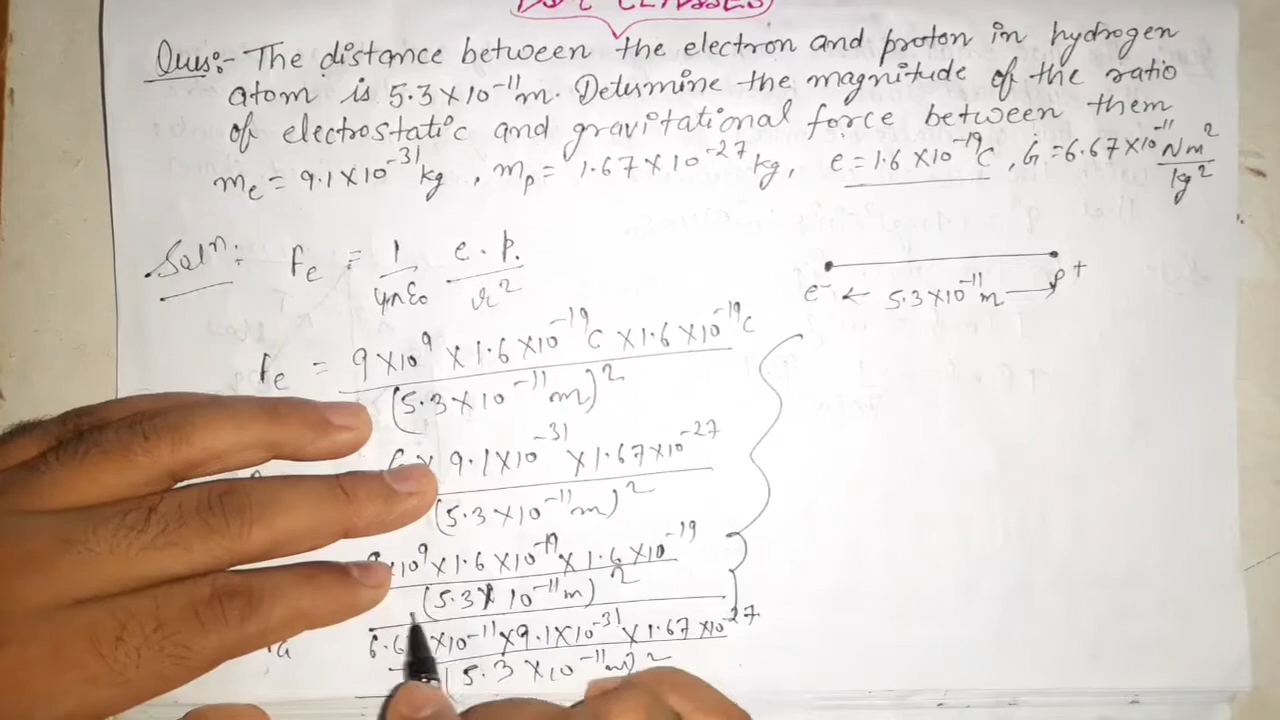 CLASSES
Ques:- The distance between the electron and proton in hydrogen
atom is 5.3×10⁻¹¹m. Determine the magnitude of the ratio
of electrostatic and gravitational force between them
mₑ = 9.1×10⁻³¹ kg, mₚ = 1.67×10⁻²⁷ kg, e = 1.6×10⁻¹⁹C, G = 6.67×10⁻¹¹ Nm²/kg²
Solⁿ: Fₑ = 1/4πε₀ e.p./r²
e⁻ ← 5.3×10⁻¹¹m → p⁺
Fₑ = 9×10⁹ × 1.6×10⁻¹⁹C × 1.6×10⁻¹⁹C
(5.3×10⁻¹¹m)²
× 9.1×10⁻³¹ × 1.67×10⁻²⁷
(5.3×10⁻¹¹m)²
×10⁹ × 1.6×10⁻¹⁹ × 1.6×10⁻¹⁹
(5.3×10⁻¹¹m)²
6.6 ×10⁻¹¹ × 9.1×10⁻³¹ × 1.67×10⁻²⁷
5.3×10⁻¹¹m)²